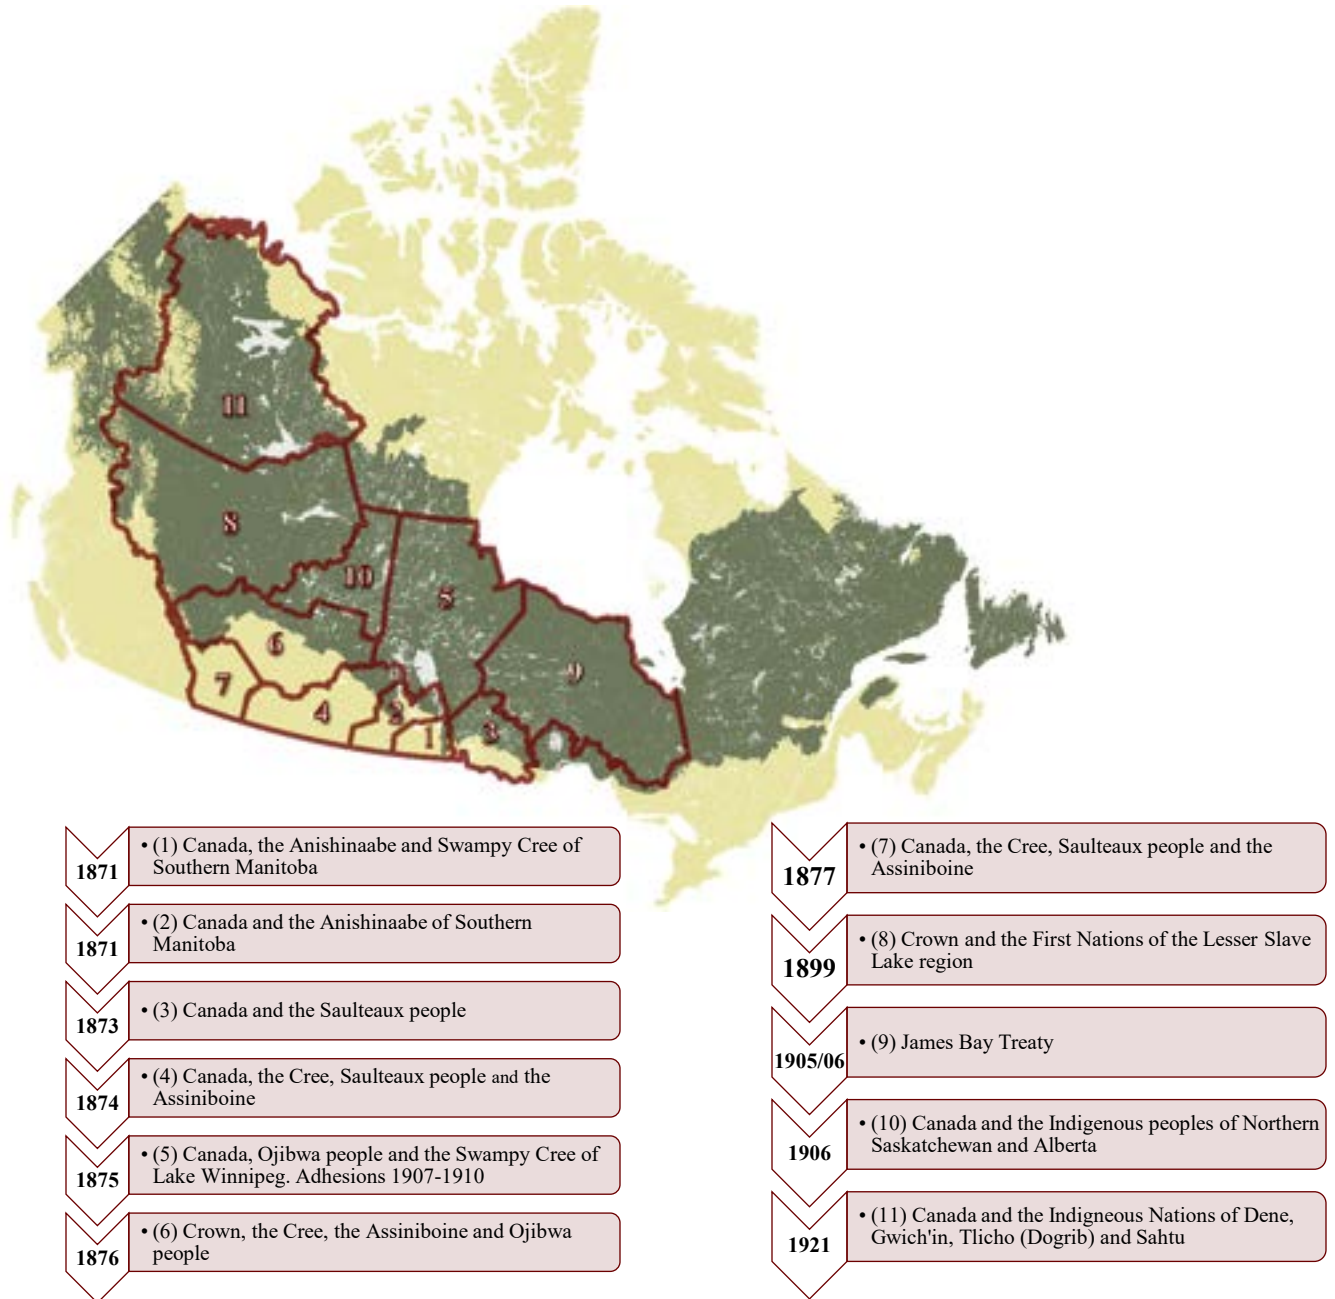 11
8
10
5
6
9
7
4
2
3
1
1871
• (1) Canada, the Anishinaabe and Swampy Cree of
Southern Manitoba
1871
• (2) Canada and the Anishinaabe of Southern
Manitoba
1873
• (3) Canada and the Saulteaux people
1874
• (4) Canada, the Cree, Saulteaux people and the
Assiniboine
1875
• (5) Canada, Ojibwa people and the Swampy Cree of
Lake Winnipeg. Adhesions 1907-1910
1876
• (6) Crown, the Cree, the Assiniboine and Ojibwa
people
1877
• (7) Canada, the Cree, Saulteaux people and the
Assiniboine
1899
• (8) Crown and the First Nations of the Lesser Slave
Lake region
1905/06
• (9) James Bay Treaty
1906
• (10) Canada and the Indigenous peoples of Northern
Saskatchewan and Alberta
1921
• (11) Canada and the Indigneous Nations of Dene,
Gwich'in, Tlicho (Dogrib) and Sahtu